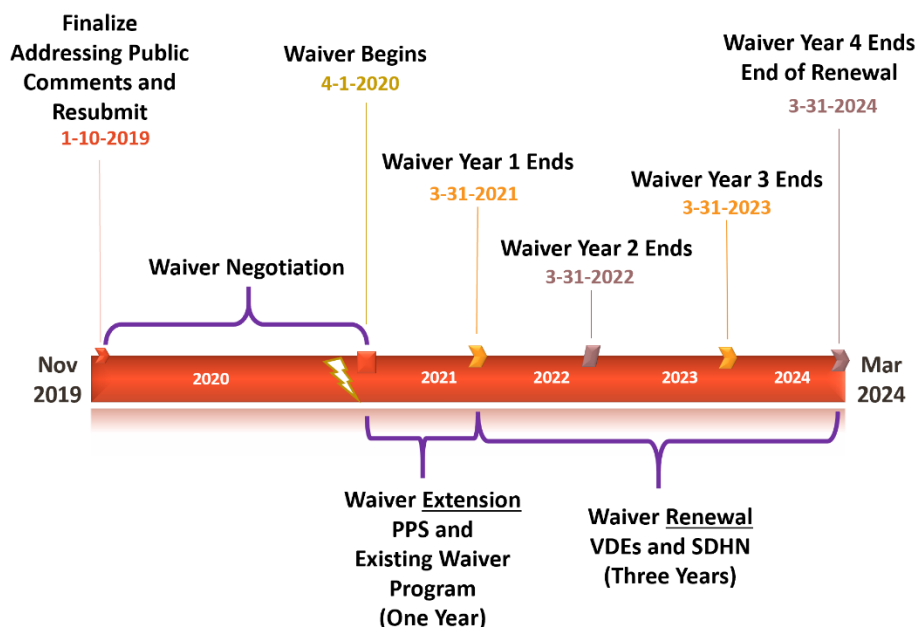 Finalize
Addressing Public
Comments and
Resubmit
1-10-2019
Waiver Begins
4-1-2020
Waiver Year 4 Ends
End of Renewal
3-31-2024
Waiver Year 1 Ends
3-31-2021
Waiver Year 3 Ends
3-31-2023
Waiver Year 2 Ends
3-31-2022
Waiver Negotiation
Nov
2019
2020
2021
2022
2023
2024
Mar
2024
Waiver Extension
PPS and
Existing Waiver
Program
(One Year)
Waiver Renewal
VDEs and SDHN
(Three Years)